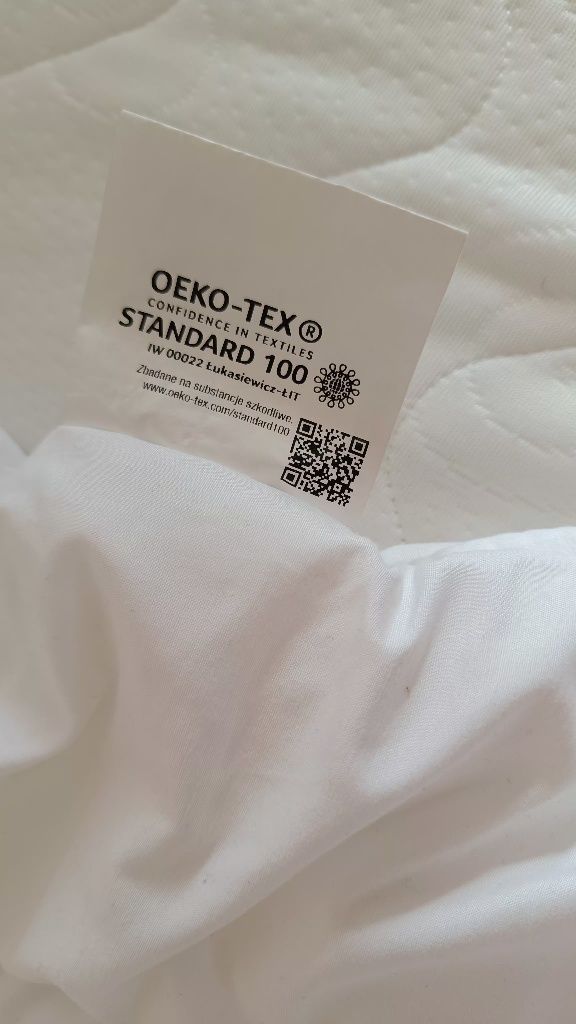 OEKO-TEX®
CONFIDENCE IN TEXTILES
STANDARD 100
IW 00022 Łukasiewicz-ŁIT
Zbadane na substancje szkodliwe.
www.oeko-tex.com/standard100